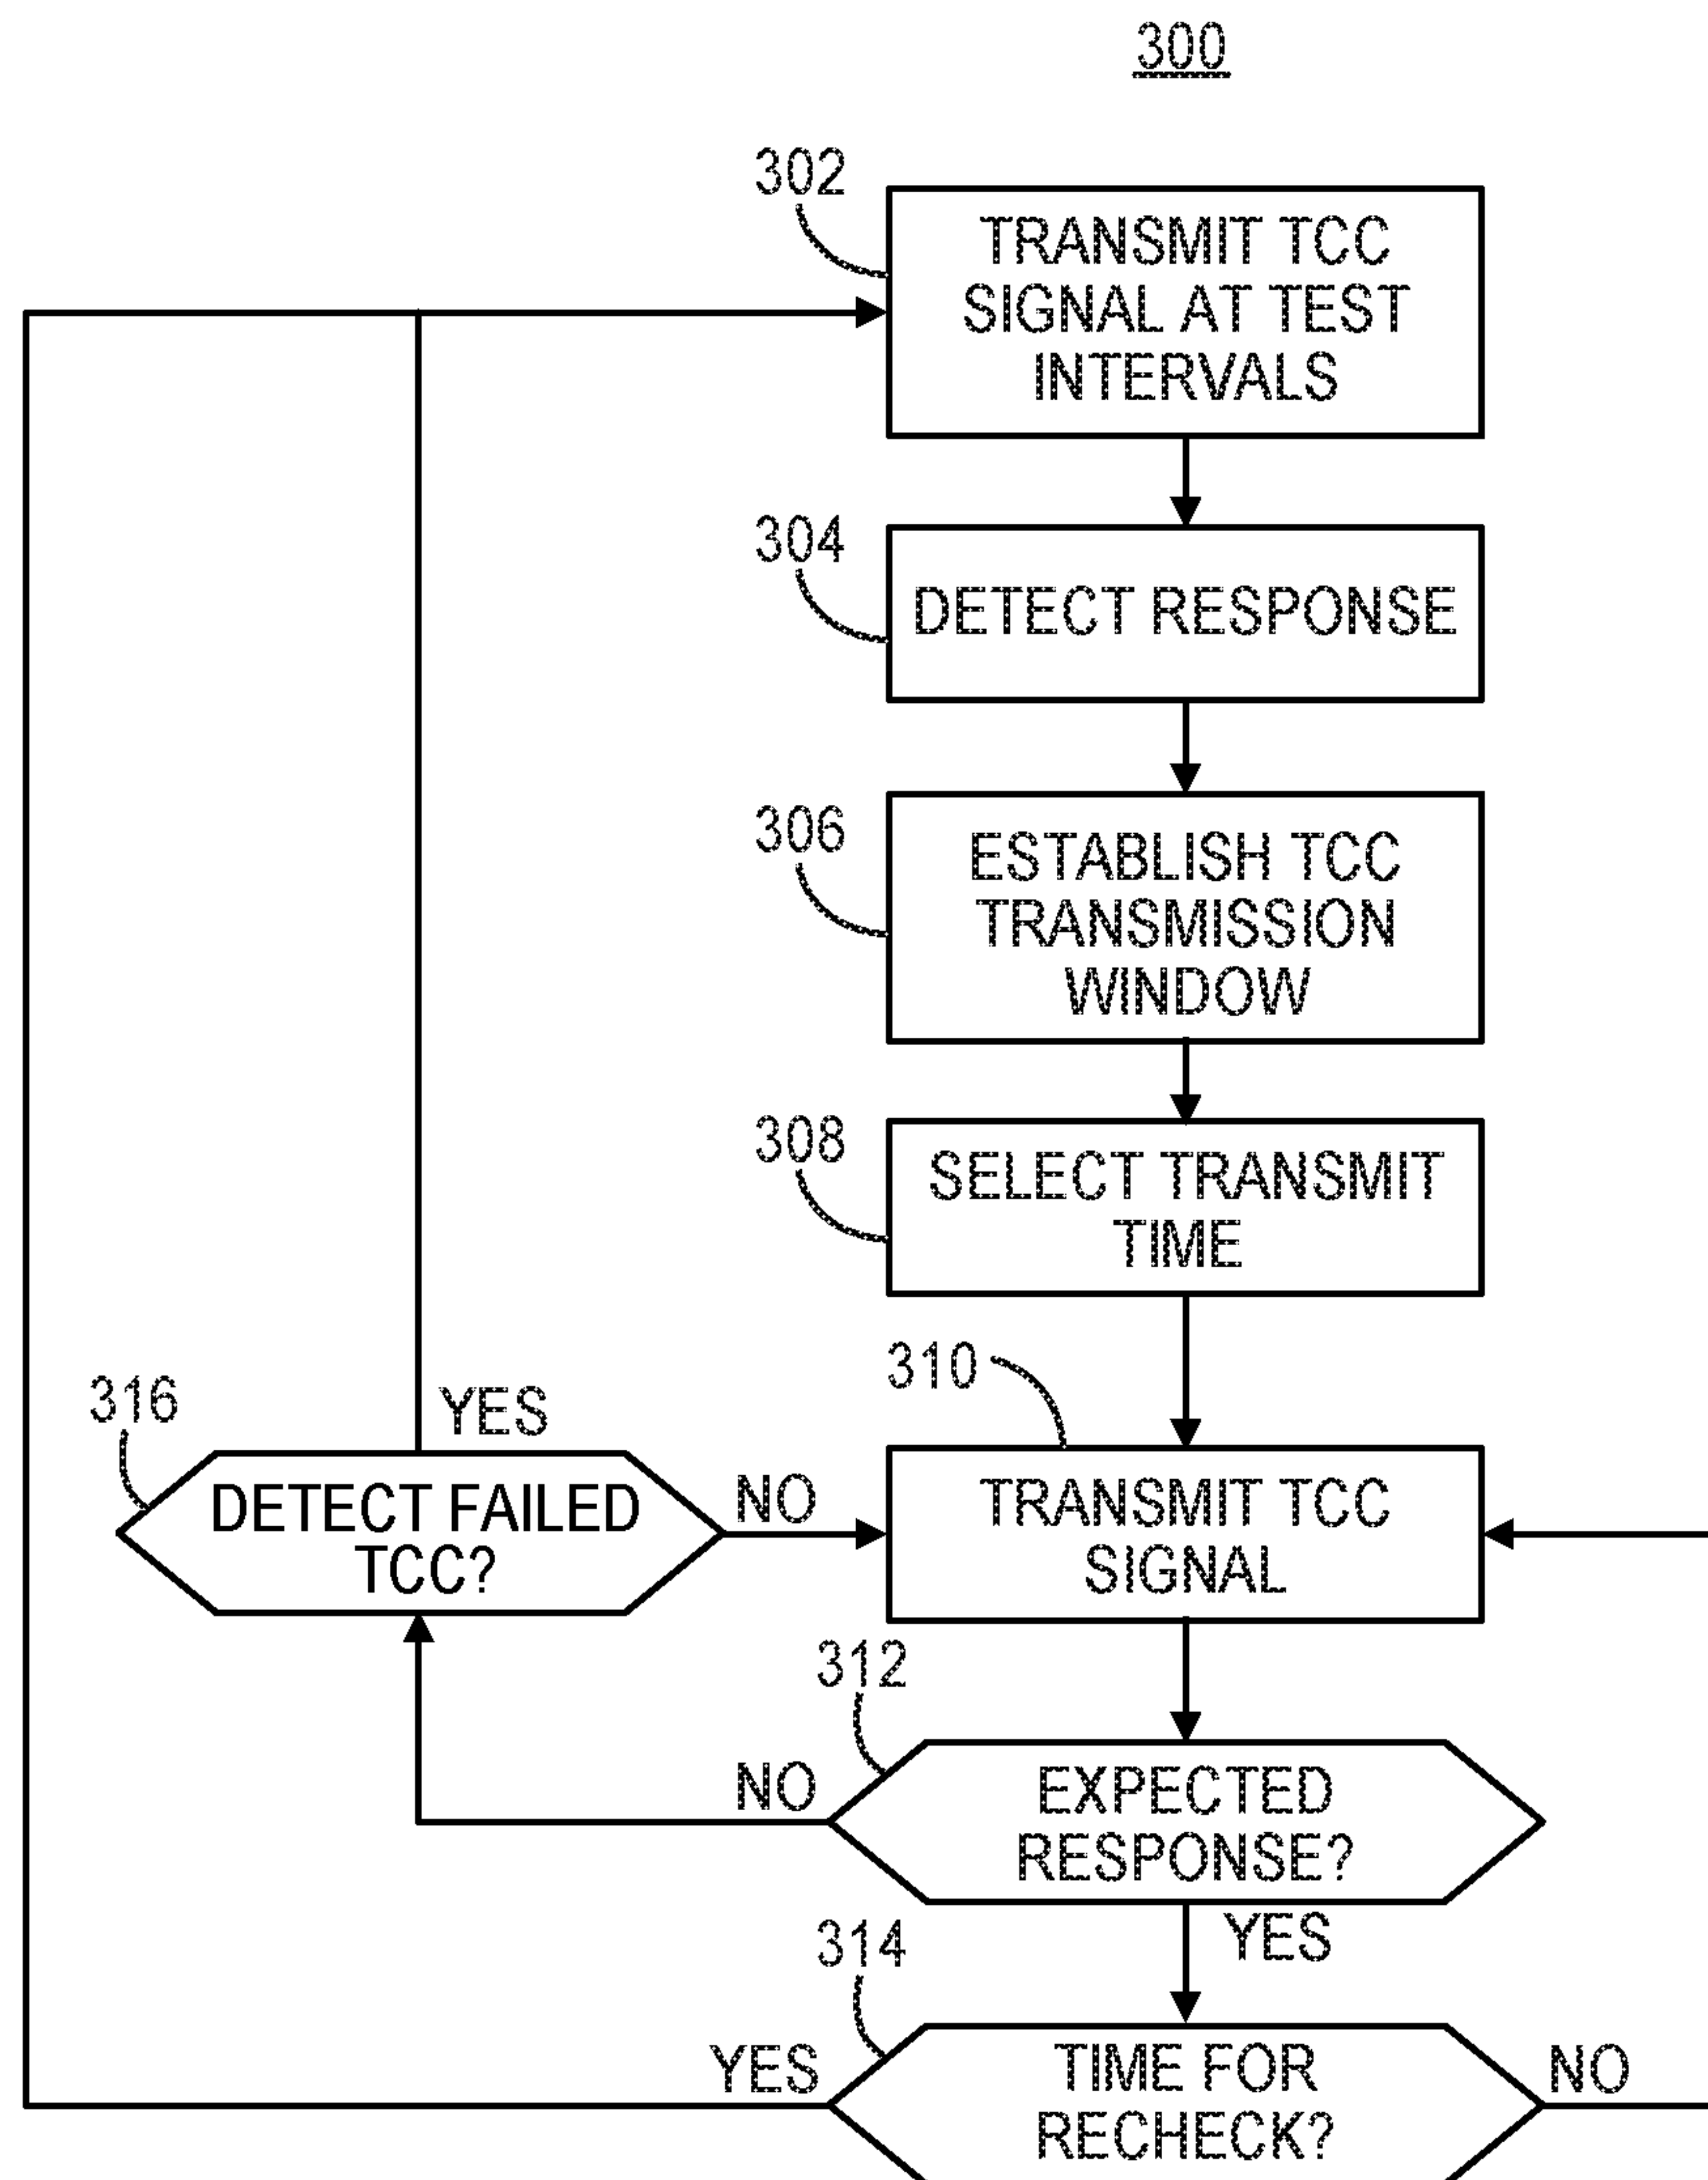 300
302
TRANSMIT TCC
SIGNAL AT TEST
INTERVALS
304
DETECT RESPONSE
306
ESTABLISH TCC
TRANSMISSION
WINDOW
308
SELECT TRANSMIT
TIME
310
316
YES
DETECT FAILED
TCC?
NO
TRANSMIT TCC
SIGNAL
312
NO
EXPECTED
RESPONSE?
YES
314
YES
TIME FOR
RECHECK?
NO